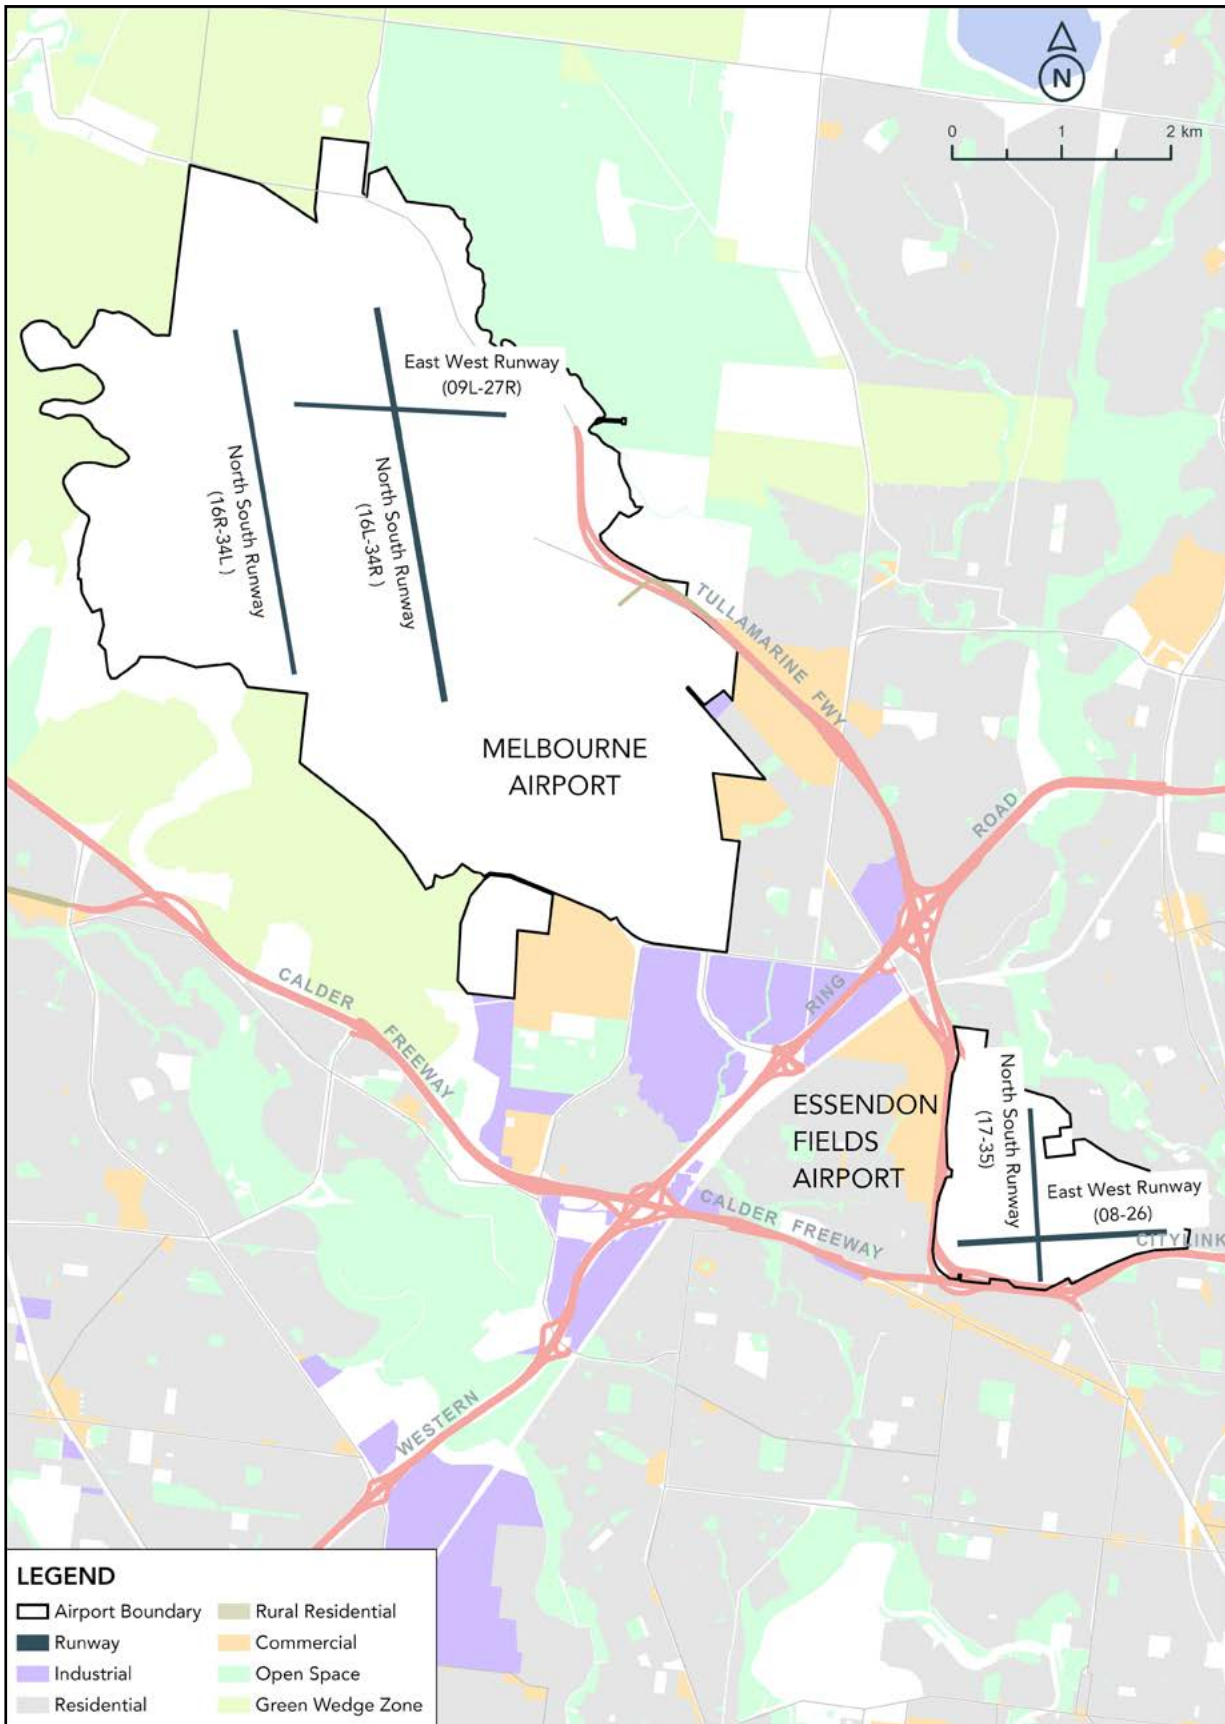 N
0 1 2 km
East West Runway
(09L-27R)
North South Runway
(16R-34L )
North South Runway
(16L-34R )
TULLAMARINE FWY
MELBOURNE
AIRPORT
ROAD
RING
CALDER
FREEWAY
ESSENDON
FIELDS
AIRPORT
North South Runway
(17-35)
East West Runway
(08-26)
CITYLINK
CALDER FREEWAY
WESTERN
LEGEND
Airport Boundary
Runway
Industrial
Residential
Rural Residential
Commercial
Open Space
Green Wedge Zone